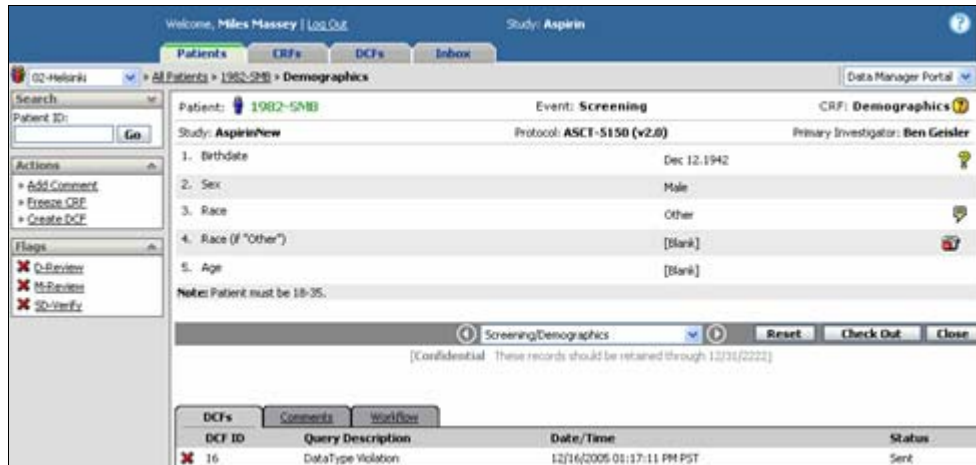 Welcome, Miles Massey | Log Out Study: Aspirin
Patients CRFs DCFs Inbox
02-Helsinki » All Patients » 1982-SMB » Demographics Data Manager Portal
Search
Patient ID:
Go
Actions
» Add Comment
» Freeze CRF
» Create DCF
Flags
D-Review
M-Review
SD-Verify
Patient: 1982-SMB Event: Screening CRF: Demographics
Study: AspirinNew Protocol: ASCT-5150 (v2.0) Primary Investigator: Ben Geisler
1. Birthdate Dec 12.1942
2. Sex Male
3. Race Other
4. Race (if "Other") [Blank]
5. Age [Blank]
Note: Patient must be 18-35.
Screening/Demographics Reset Check Out Close
[Confidential These records should be retained through 12/31/2222]
DCFs Comments Workflow
DCF ID Query Description Date/Time Status
16 DataType Violation 12/16/2005 01:17:11 PM PST Sent